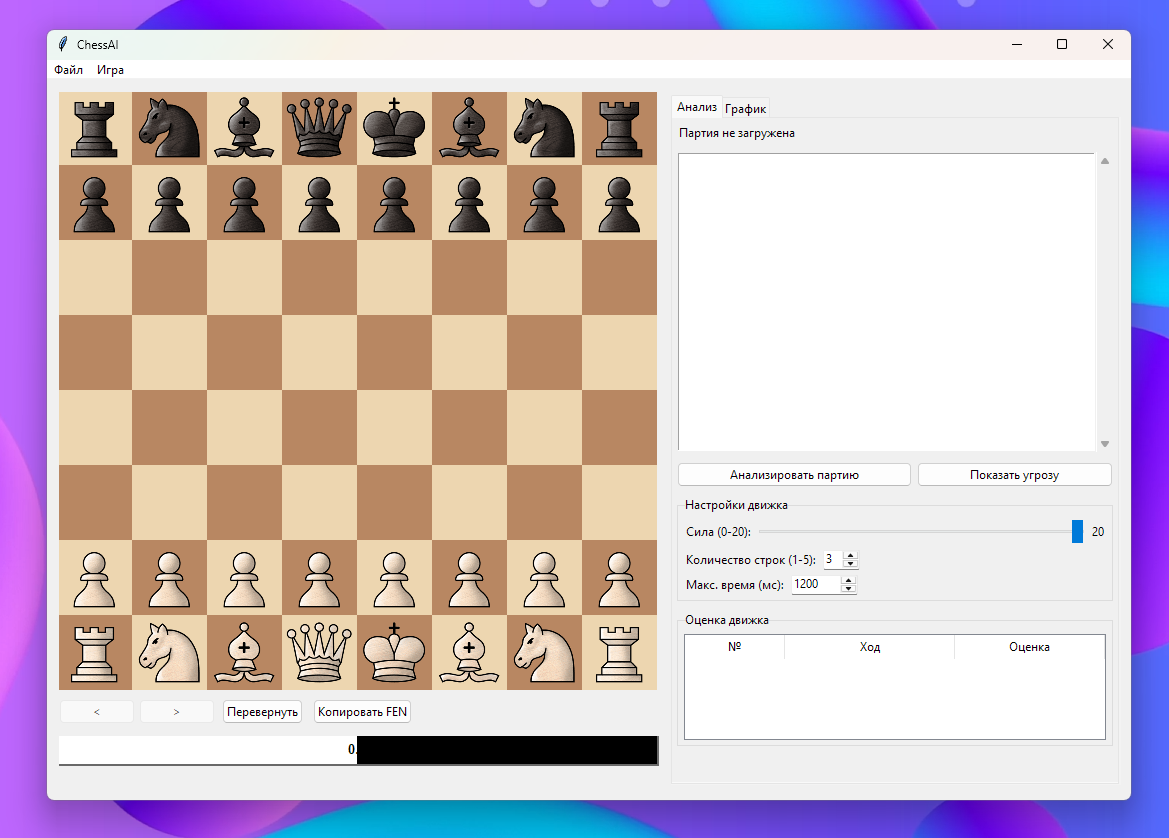 ChessAI
Файл Игра
Анализ График
Партия не загружена
Анализировать партию Показать угрозу
Настройки движка
Сила (0-20): 20
Количество строк (1-5): 3
Макс. время (мс): 1200
Оценка движка
№ Ход Оценка
< > Перевернуть Копировать FEN
0.